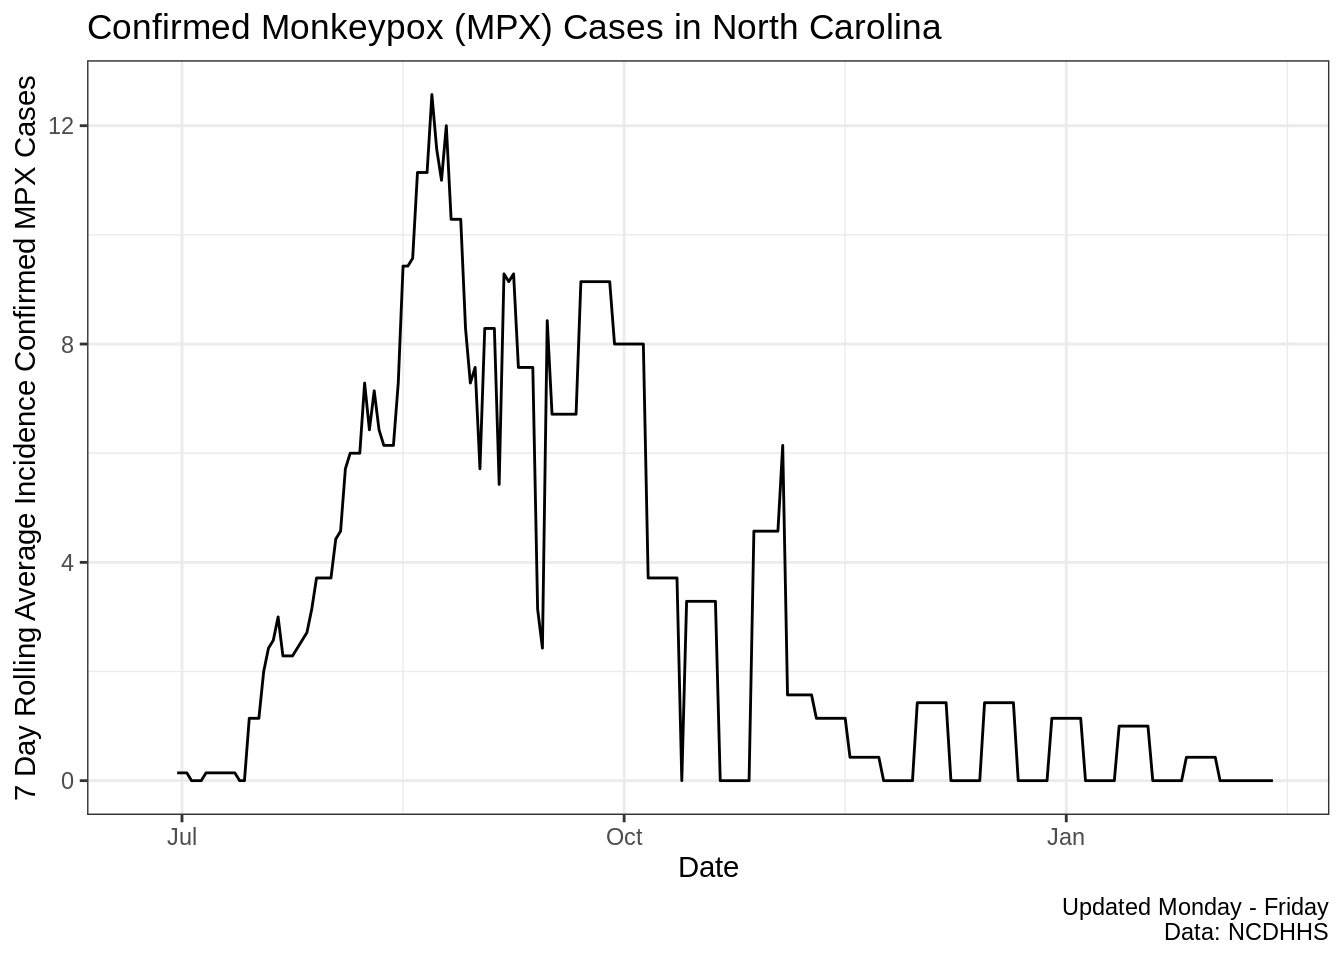 Confirmed Monkeypox (MPX) Cases in North Carolina
7 Day Rolling Average Incidence Confirmed MPX Cases
12
8
4
0
Jul
Oct
Jan
Date
Updated Monday - Friday
Data: NCDHHS